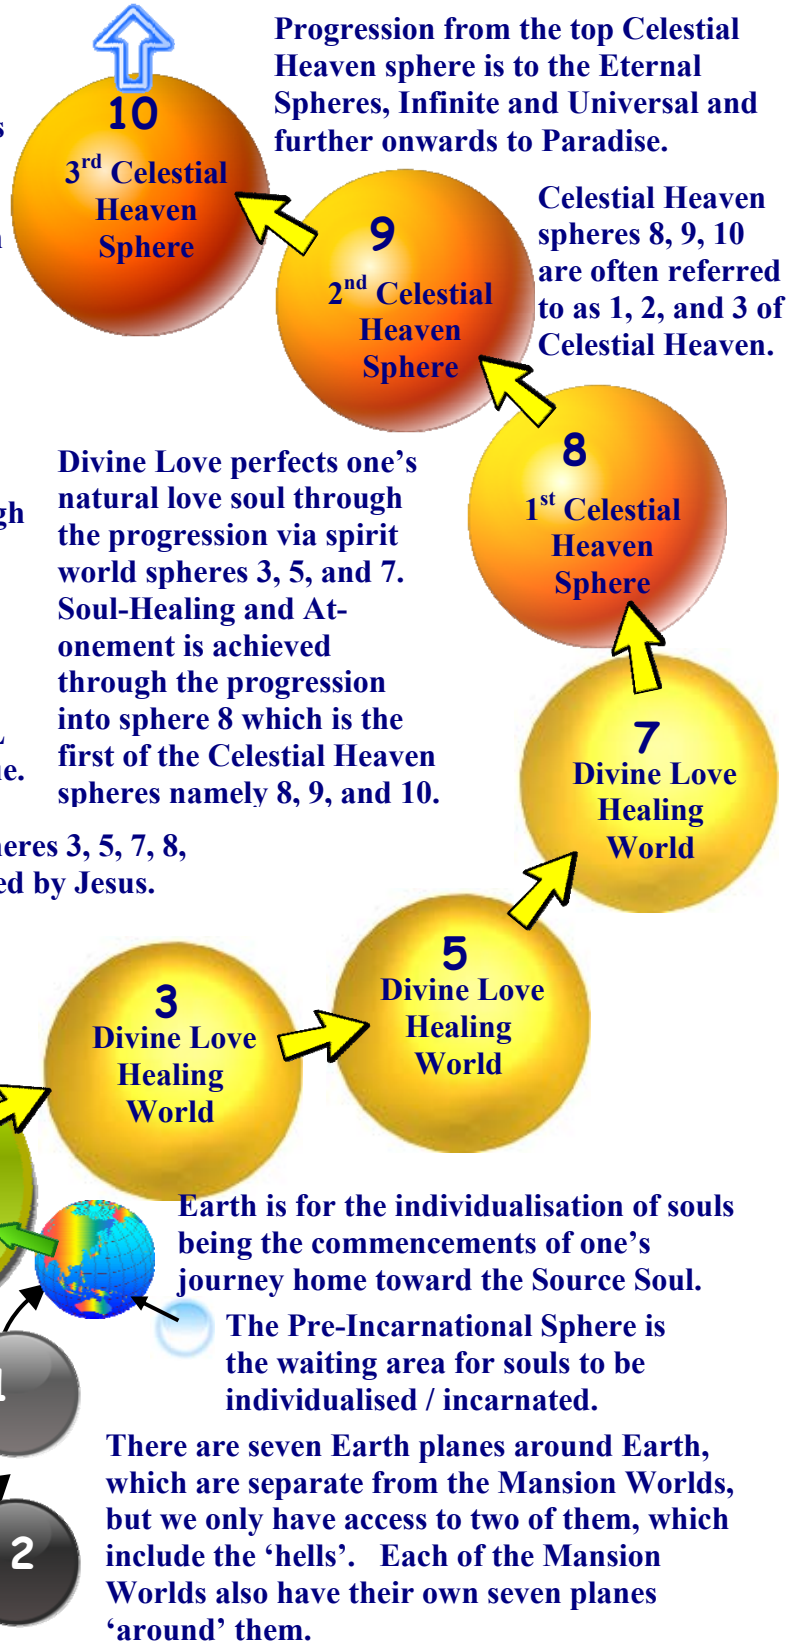 Progression from the top Celestial
Heaven sphere is to the Eternal
Spheres, Infinite and Universal and
further onwards to Paradise.
10
3rd Celestial
Heaven
Sphere
9
2nd Celestial
Heaven
Sphere
Celestial Heaven
spheres 8, 9, 10
are often referred
to as 1, 2, and 3 of
Celestial Heaven.
8
1st Celestial
Heaven
Sphere
Divine Love perfects one's
natural love soul through
the progression via spirit
world spheres 3, 5, and 7.
Soul-Healing and At-
onement is achieved
through the progression
into sphere 8 which is the
first of the Celestial Heaven
spheres namely 8, 9, and 10.
7
Divine Love
Healing
World
3, 5, 7, 8,
by Jesus.
5
Divine Love
Healing
World
3
Divine Love
Healing
World
Earth is for the individualisation of souls
being the commencements of one's
journey home toward the Source Soul.
The Pre-Incarnational Sphere is
the waiting area for souls to be
individualised / incarnated.
1
There are seven Earth planes around Earth,
which are separate from the Mansion Worlds,
but we only have access to two of them, which
include the 'hells'.   Each of the Mansion
Worlds also have their own seven planes
'around' them.
2